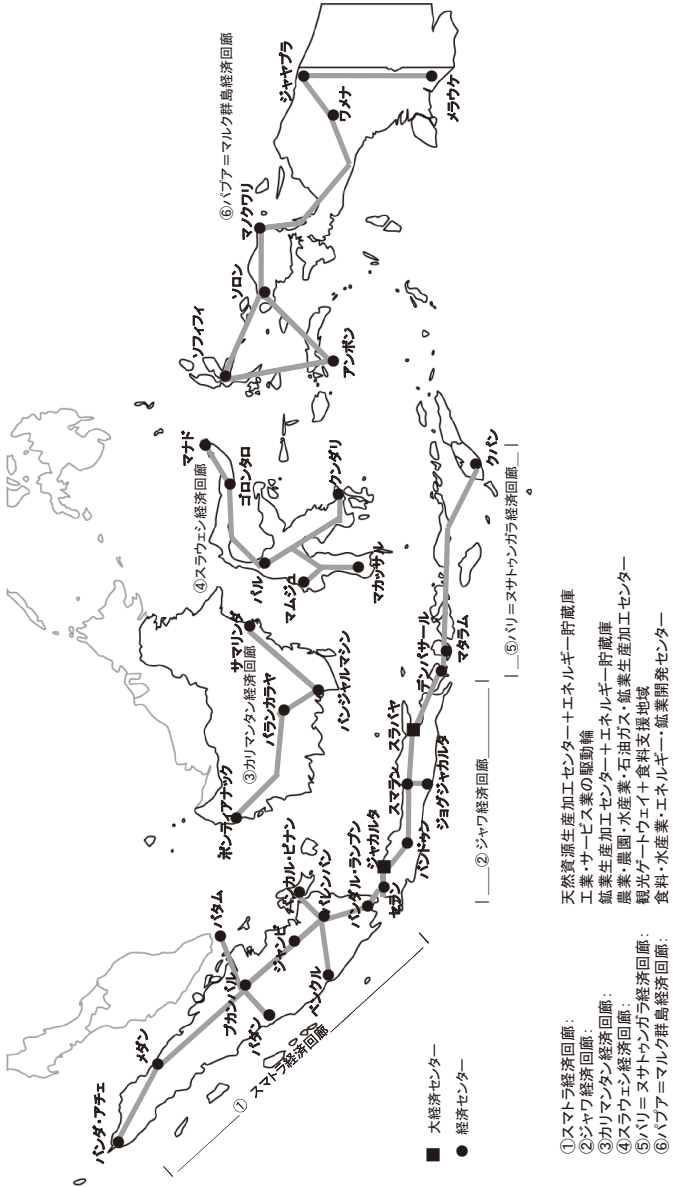 バンダ・アチェ
メダン
バタム
プカンバル
パダン
ジャンビ
パンカル・ピナン
パレンバン
ベンクル
バンダル・ランプン
①スマトラ経済回廊
セラン
ジャカルタ
バンドゥン
スマラン
ジョグジャカルタ
スラバヤ
②ジャワ経済回廊
ポンティアナック
パランカラヤ
バンジャルマシン
サマリンダ
③カリマンタン経済回廊
マナド
ゴロンタロ
パル
マムジュ
マカッサル
クンダリ
④スラウェシ経済回廊
デンパサール
マタラム
クパン
⑤バリ=ヌサトゥンガラ経済回廊
ソフィフィ
アンボン
ソロン
マノクワリ
ワメナ
ジャヤプラ
メラウケ
⑥パプア=マルク群島経済回廊
大経済センター
経済センター
①スマトラ経済回廊: 天然資源生産加工センター+エネルギー貯蔵庫
②ジャワ経済回廊: 工業・サービス業の駆動輪
③カリマンタン経済回廊: 鉱業生産加工センター+エネルギー貯蔵庫
④スラウェシ経済回廊: 農業・農園・水産業・石油ガス・鉱業生産加工センター
⑤バリ=ヌサトゥンガラ経済回廊: 観光ゲートウェイ+食料支援地域
⑥パプア=マルク群島経済回廊: 食料・水産業・エネルギー・鉱業開発センター